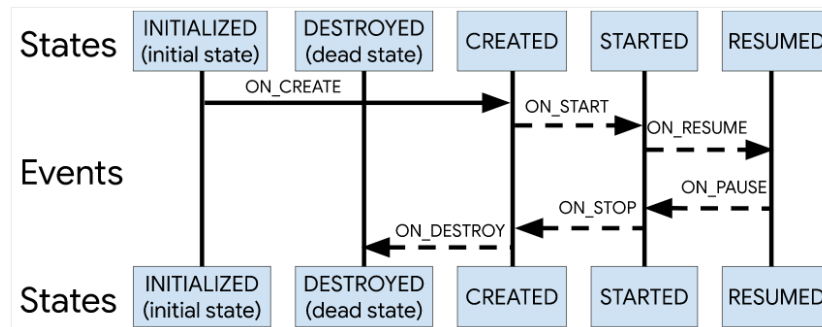 States
INITIALIZED
(initial state)
DESTROYED
(dead state)
CREATED
STARTED
RESUMED
ON_CREATE
ON_START
ON_RESUME
Events
ON_PAUSE
ON_STOP
ON_DESTROY
States
INITIALIZED
(initial state)
DESTROYED
(dead state)
CREATED
STARTED
RESUMED